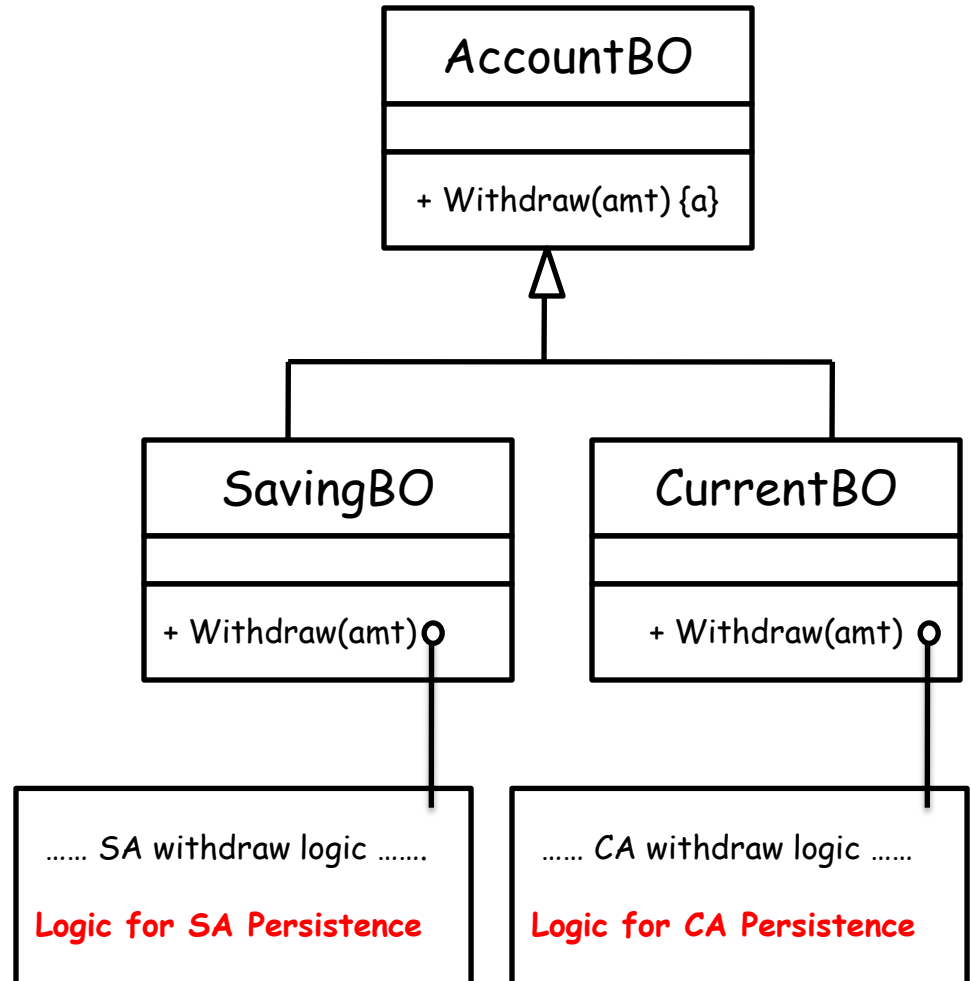 AccountBO
+ Withdraw(amt) {a}
SavingBO
CurrentBO
+ Withdraw(amt)
+ Withdraw(amt)
...... SA withdraw logic .......
...... CA withdraw logic ......
Logic for SA Persistence
Logic for CA Persistence